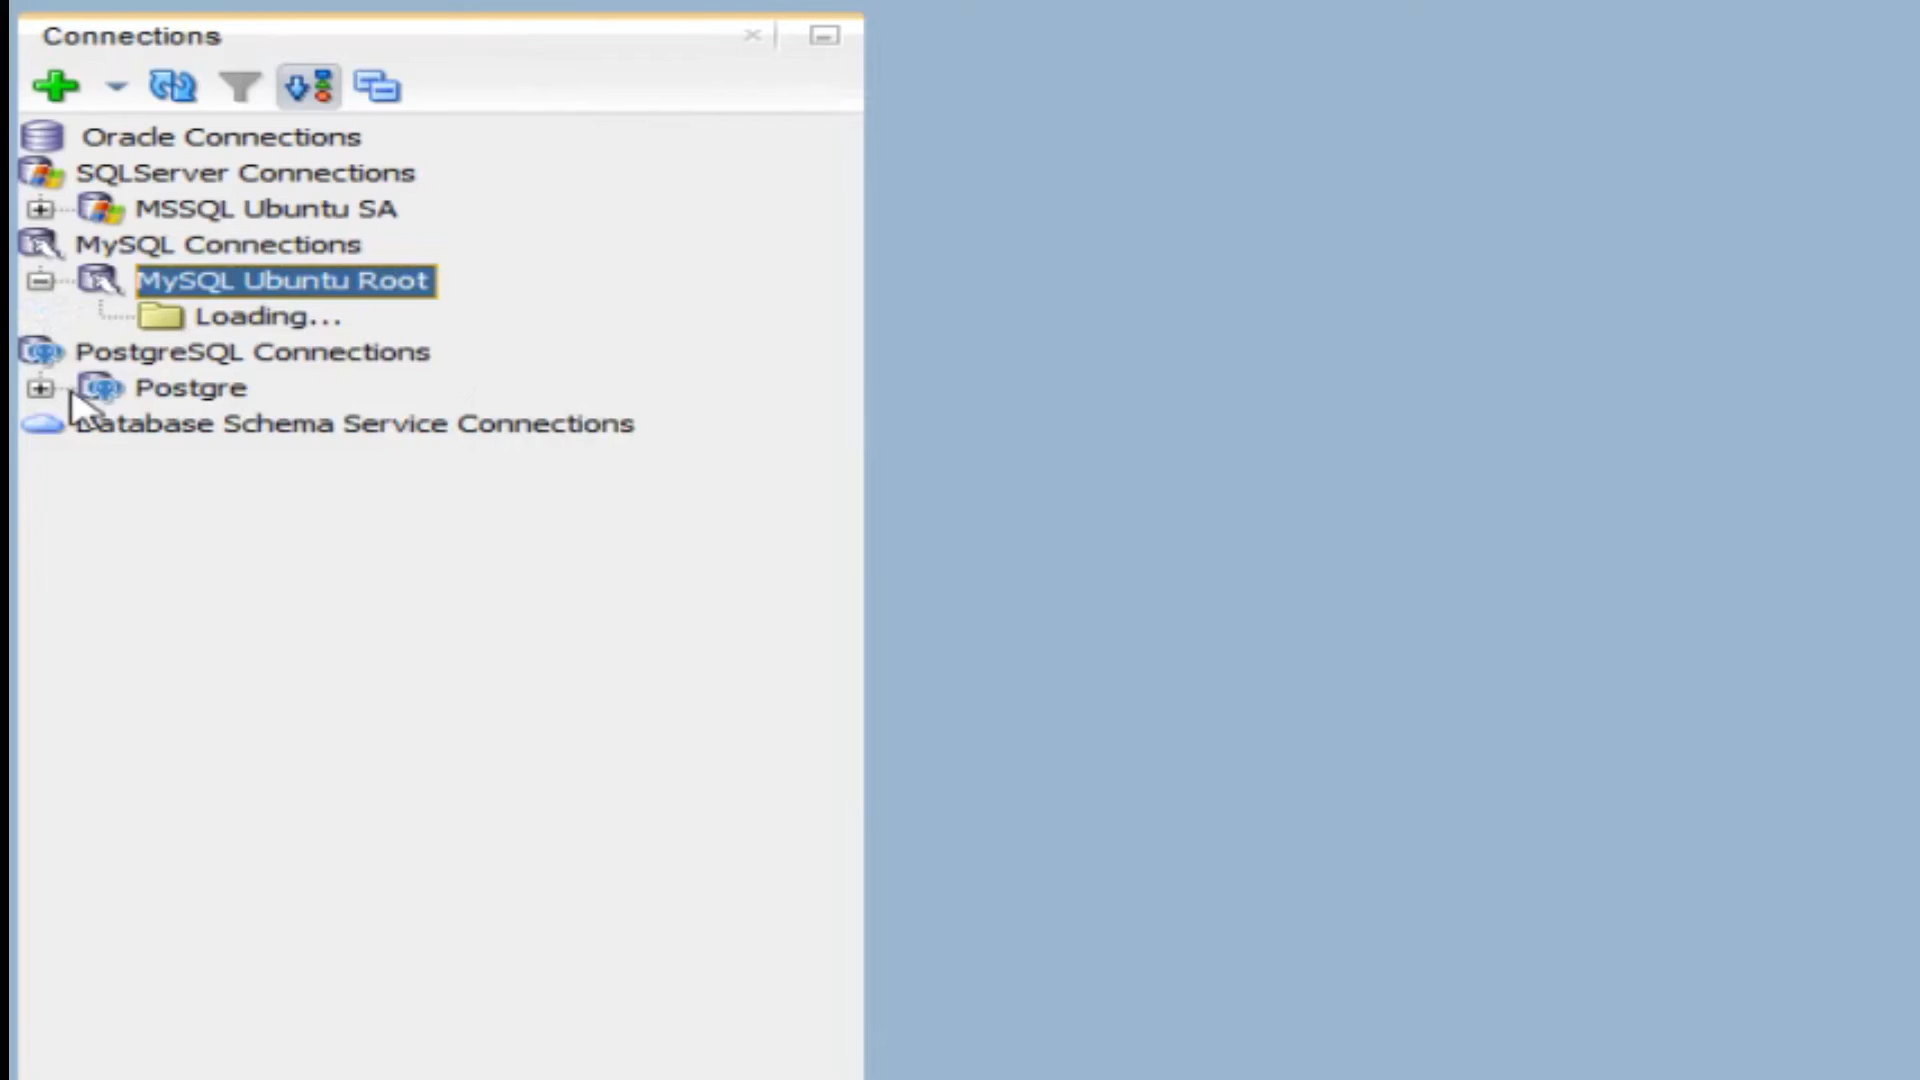 Connections
Oracle Connections
SQLServer Connections
MSSQL Ubuntu SA
MySQL Connections
MySQL Ubuntu Root
Loading...
PostgreSQL Connections
Postgre
Database Schema Service Connections